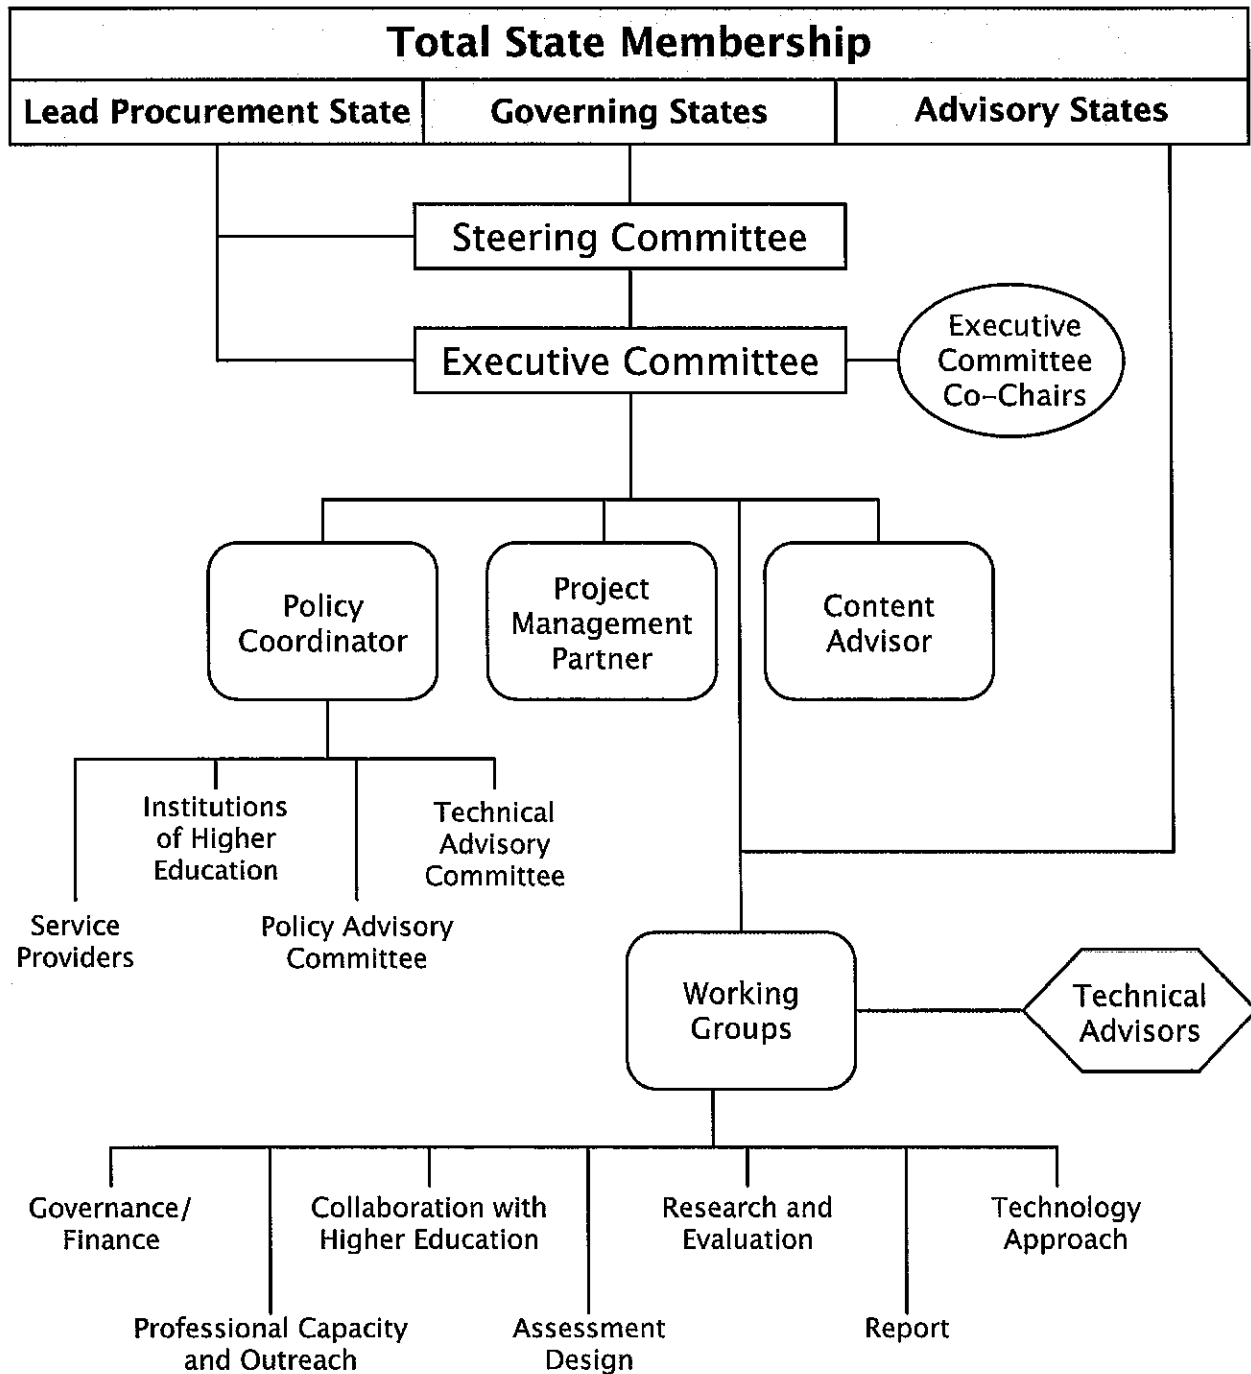 Total State Membership
Lead Procurement State
Governing States
Advisory States
Steering Committee
Executive Committee
Executive
Committee
Co-Chairs
Policy
Coordinator
Project
Management
Partner
Content
Advisor
Institutions
of Higher
Education
Technical
Advisory
Committee
Service
Providers
Policy Advisory
Committee
Working
Groups
Technical
Advisors
Governance/
Finance
Collaboration with
Higher Education
Research and
Evaluation
Technology
Approach
Professional Capacity
and Outreach
Assessment
Design
Report